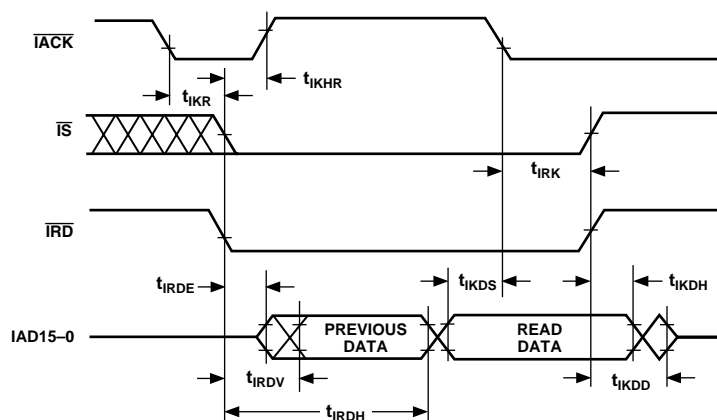 IACK
tIKHR
tIKR
IS
tIRK
IRD
tIRDE
tIKDS
tIKDH
IAD15–0
PREVIOUS
DATA
READ
DATA
tIRDV
tIKDD
tIRDH